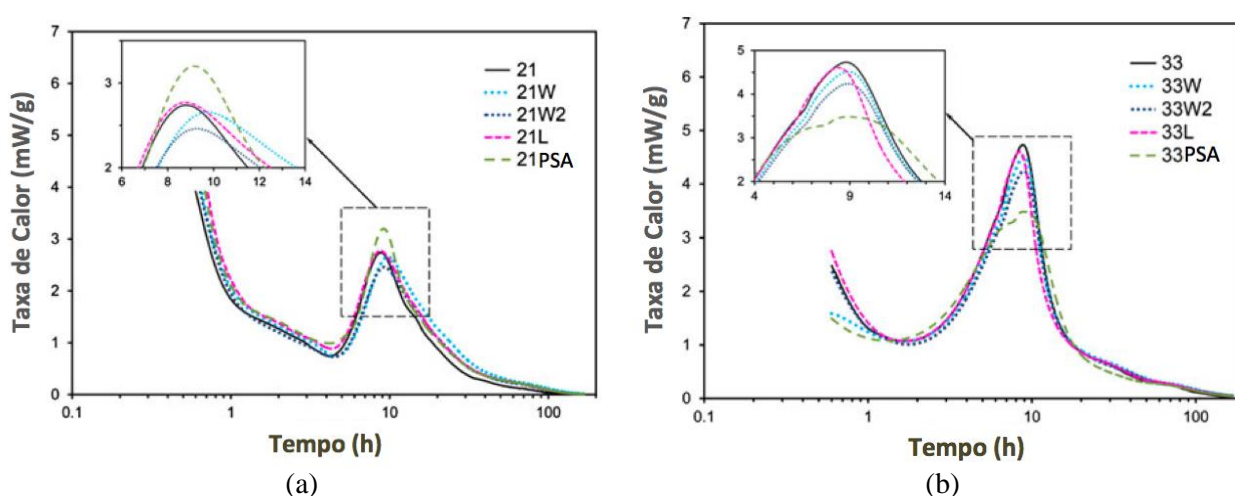 7
6
5
4
3
2
1
0
Taxa de Calor (mW/g)
3
2
6 8 10 12 14
21
21W
21W2
21L
21PSA
0.1 1 10 100
Tempo (h)
(a)
7
6
5
4
3
2
1
0
Taxa de Calor (mW/g)
5
4
3
2
4 9 14
33
33W
33W2
33L
33PSA
0.1 1 10 100
Tempo (h)
(b)